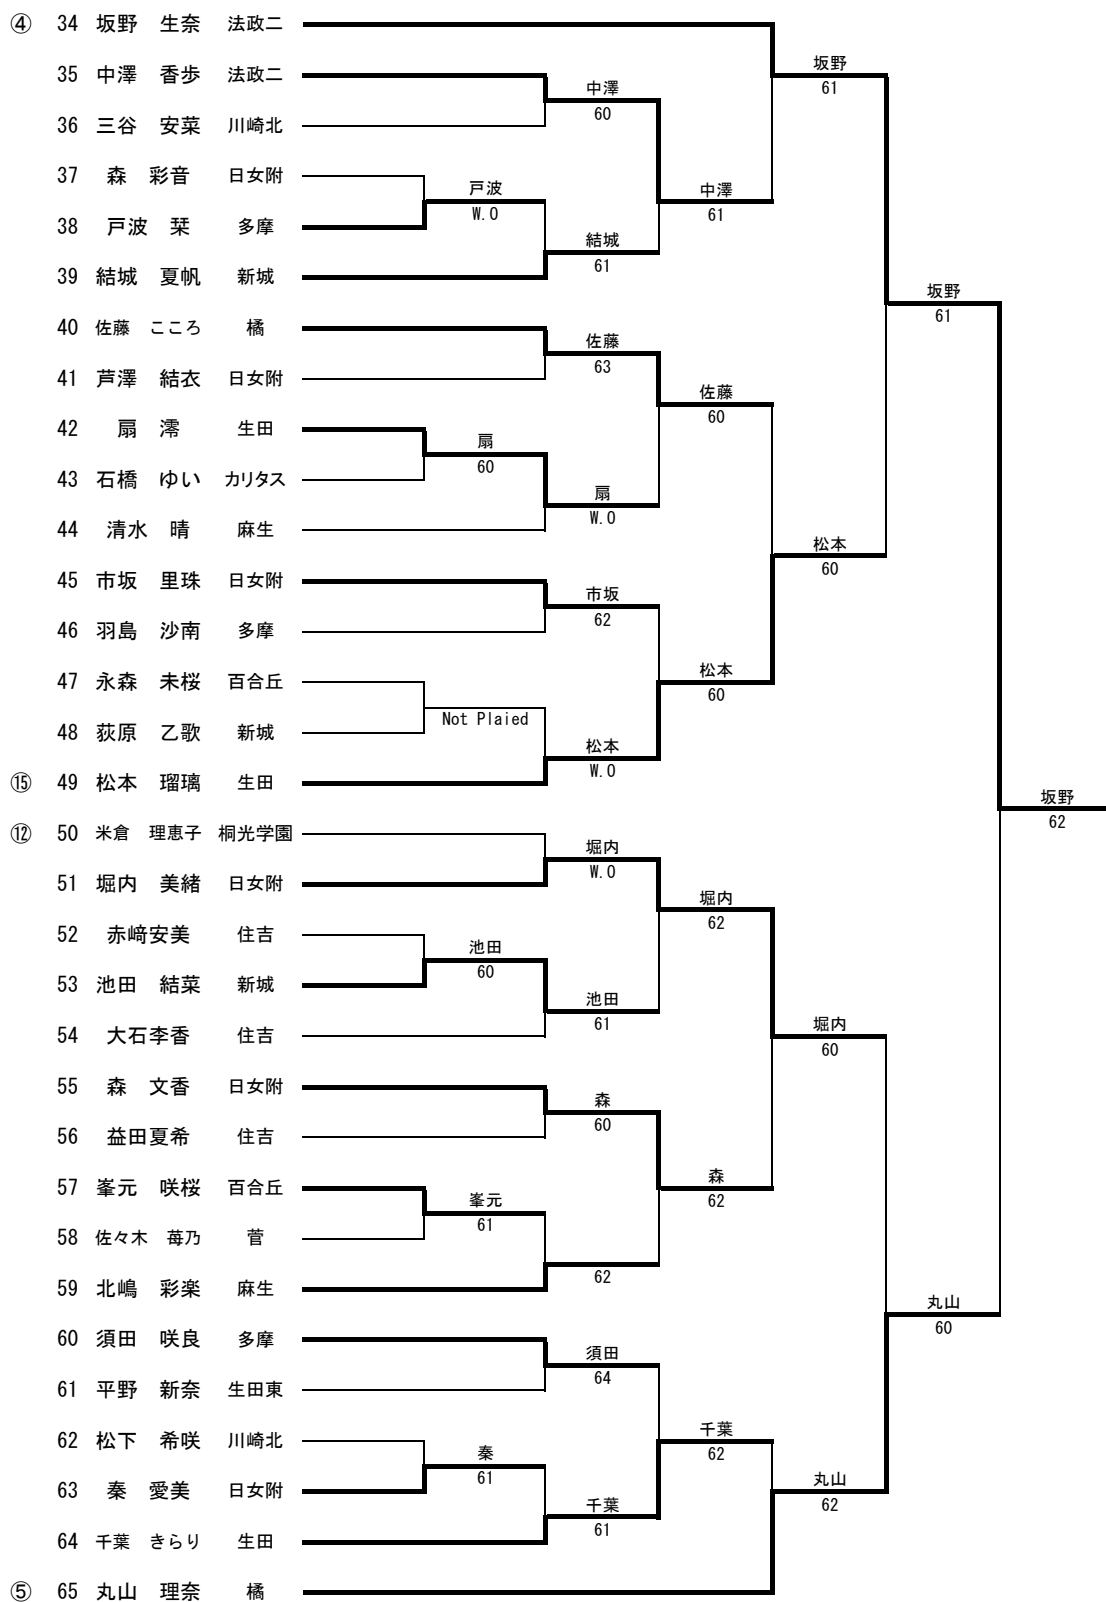 ④ 34 坂野 生奈 法政二
坂野
35 中澤 香歩 法政二
61
中澤
60
36 三谷 安菜 川崎北
37 森 彩音 日女附
戸波
W.O
中澤
61
38 戸波 栞 多摩
結城
61
39 結城 夏帆 新城
坂野
61
40 佐藤 こころ 橘
佐藤
63
41 芦澤 結衣 日女附
佐藤
60
42 扇 澪 生田
扇
60
43 石橋 ゆい カリタス
扇
W.O
44 清水 晴 麻生
松本
60
45 市坂 里珠 日女附
市坂
62
46 羽島 沙南 多摩
松本
60
47 永森 未桜 百合丘
Not Plaied
48 荻原 乙歌 新城
松本
W.O
⑮ 49 松本 瑠璃 生田
坂野
62
⑫ 50 米倉 理恵子 桐光学園
堀内
W.O
51 堀内 美緒 日女附
堀内
62
52 赤﨑安美 住吉
池田
60
53 池田 結菜 新城
池田
61
54 大石李香 住吉
堀内
60
55 森 文香 日女附
森
60
56 益田夏希 住吉
森
62
57 峯元 咲桜 百合丘
峯元
61
58 佐々木 苺乃 菅
62
59 北嶋 彩楽 麻生
丸山
60
60 須田 咲良 多摩
須田
64
61 平野 新奈 生田東
千葉
62
62 松下 希咲 川崎北
秦
61
63 秦 愛美 日女附
丸山
62
千葉
61
64 千葉 きらり 生田
⑤ 65 丸山 理奈 橘